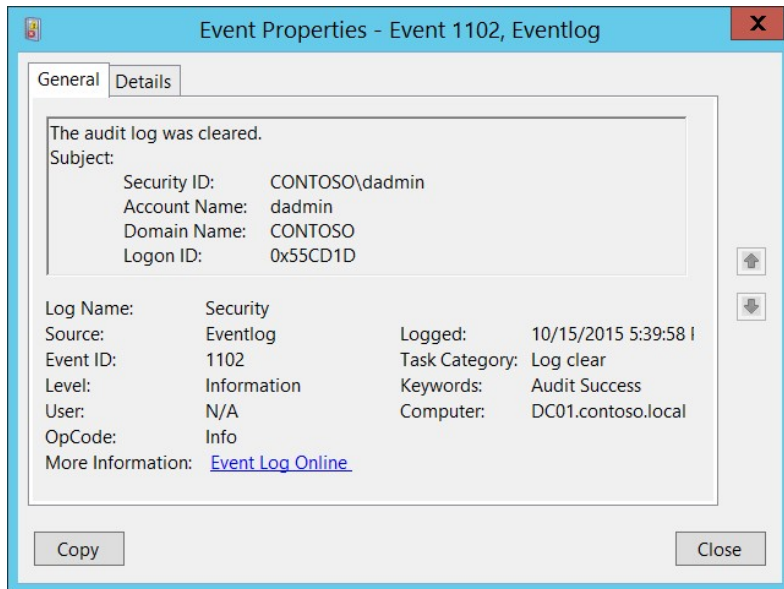 Event Properties - Event 1102, Eventlog
X
General Details
The audit log was cleared.
Subject:
Security ID: CONTOSO\dadmin
Account Name: dadmin
Domain Name: CONTOSO
Logon ID: 0x55CD1D
Log Name: Security
Source: Eventlog Logged: 10/15/2015 5:39:58
Event ID: 1102 Task Category: Log clear
Level: Information Keywords: Audit Success
User: N/A Computer: DC01.contoso.local
OpCode: Info
More Information: Event Log Online
Copy Close